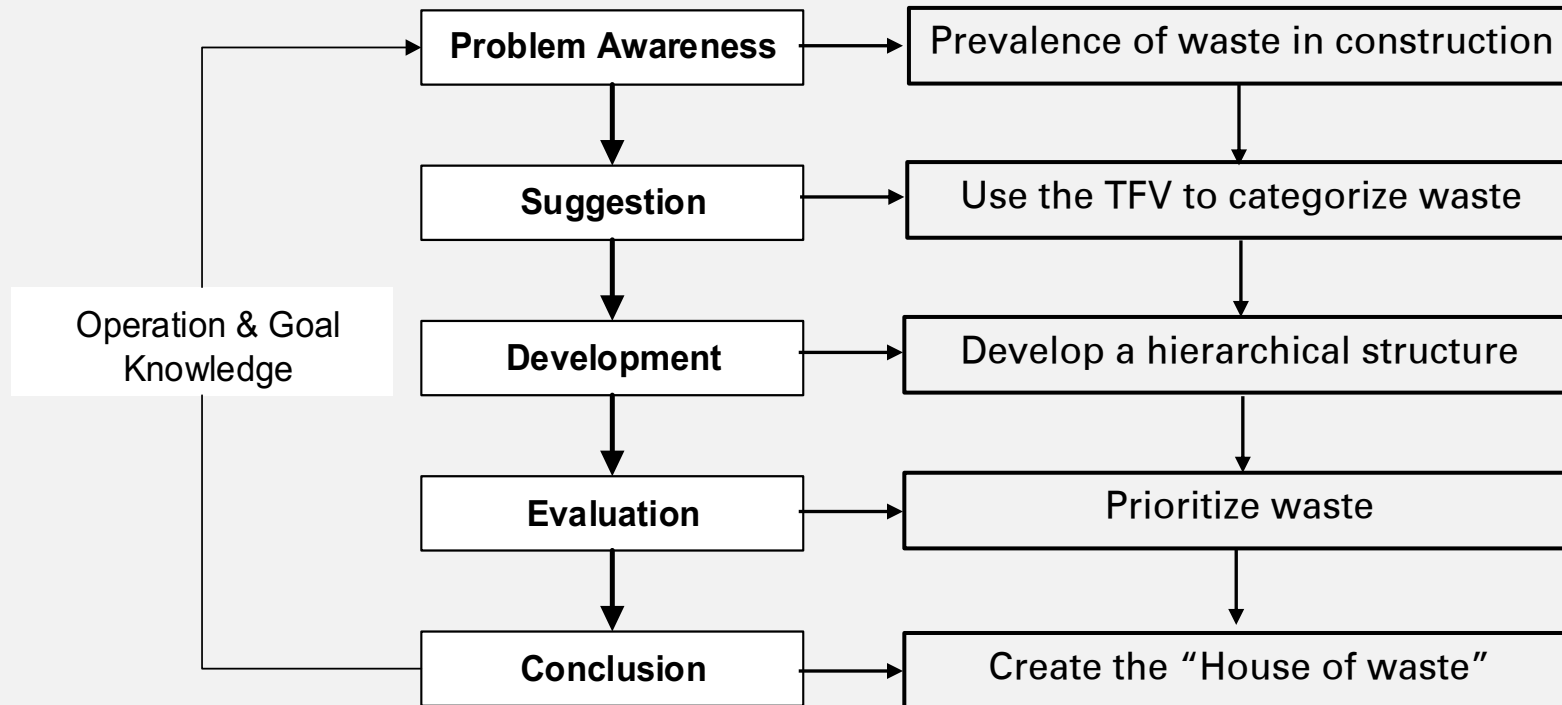 Problem Awareness
Prevalence of waste in construction
Suggestion
Use the TFV to categorize waste
Operation & Goal
Knowledge
Development
Develop a hierarchical structure
Evaluation
Prioritize waste
Conclusion
Create the “House of waste”